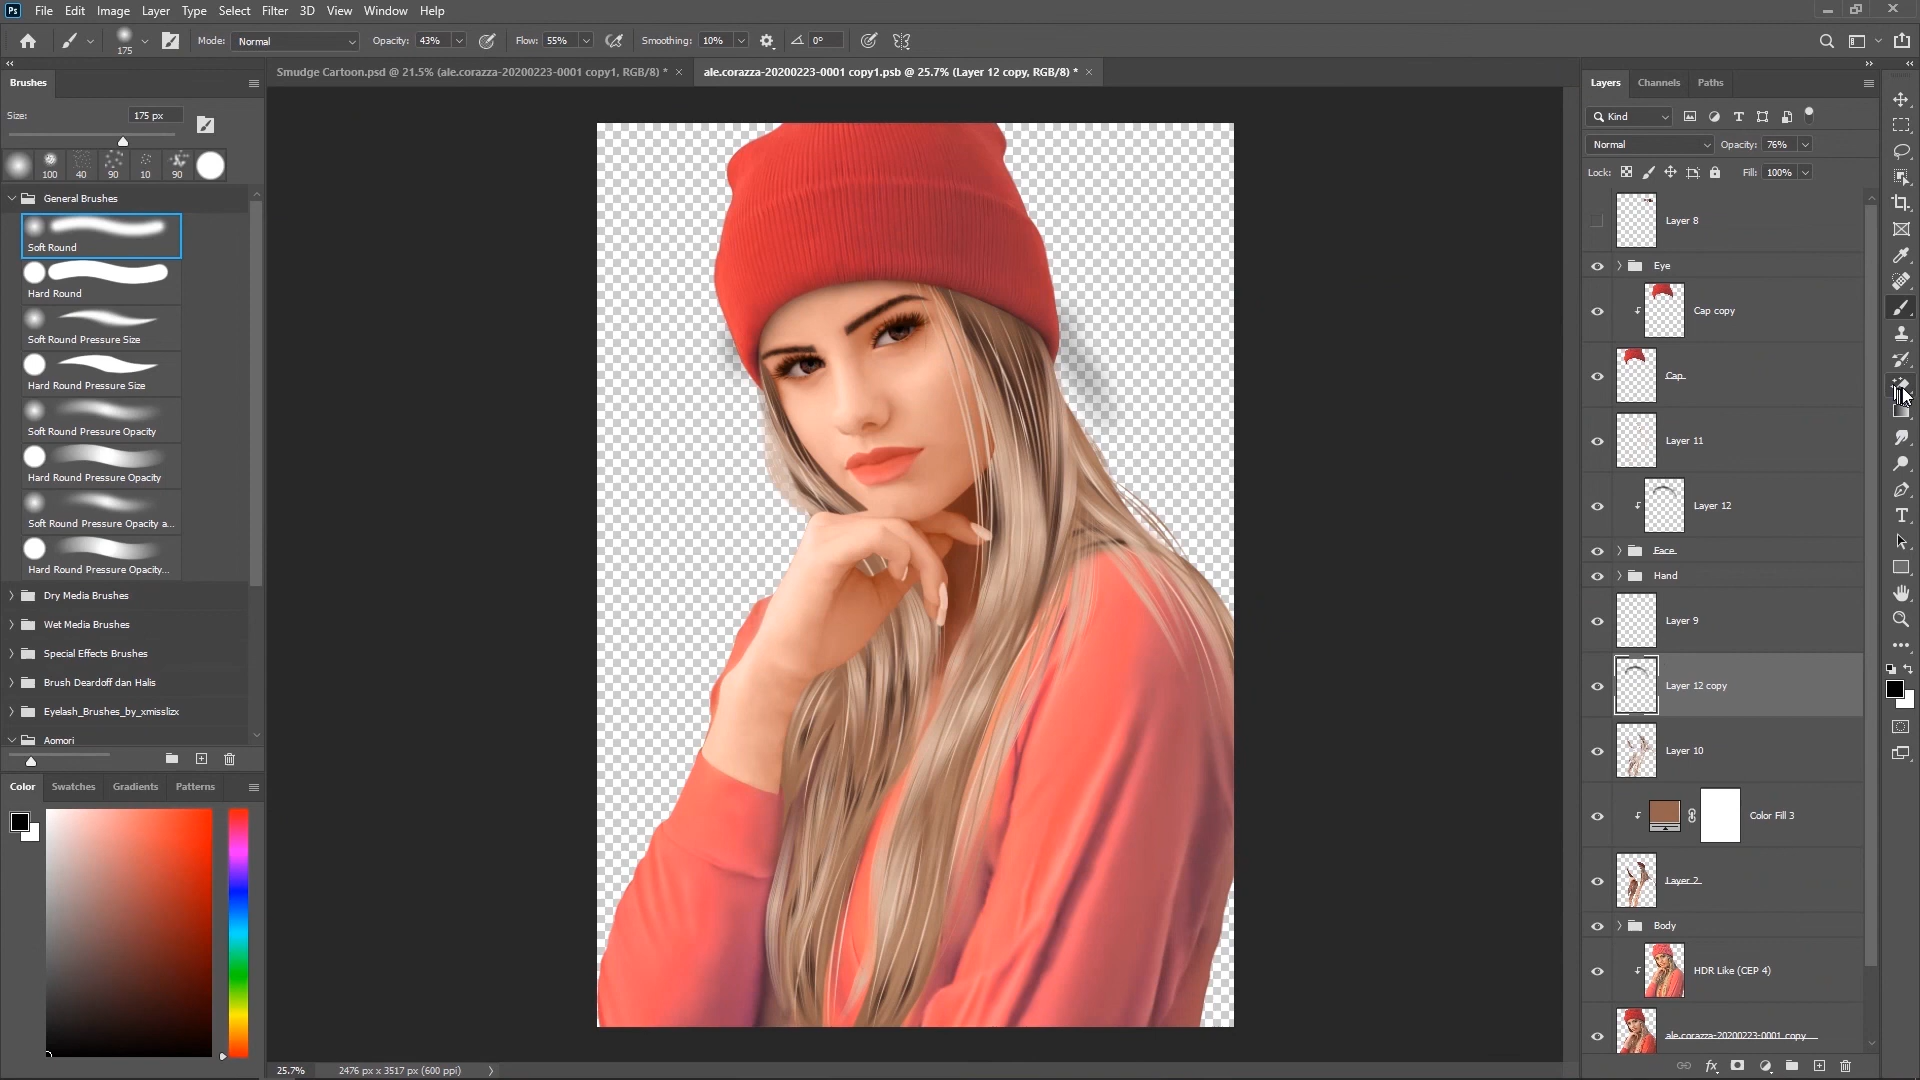 Ps File Edit Image Layer Type Select Filter 3D View Window Help
175 Mode: Normal Opacity: 43% Flow: 55% Smoothing: 10% 0°
Brushes
Smudge Cartoon.psd @ 21.5% (ale.corazza-20200223-0001 copy1, RGB/8) * ×
ale.corazza-20200223-0001 copy1.psb @ 25.7% (Layer 12 copy, RGB/8) * ×
Size: 175 px
100 40 90 10 90
General Brushes
Soft Round
Hard Round
Soft Round Pressure Size
Hard Round Pressure Size
Soft Round Pressure Opacity
Hard Round Pressure Opacity
Soft Round Pressure Opacity a...
Hard Round Pressure Opacity...
Dry Media Brushes
Wet Media Brushes
Special Effects Brushes
Brush Deardoff dan Halis
Eyelash_Brushes_by_xmisslizx
Aomori
Color Swatches Gradients Patterns
25.7% 2476 px x 3517 px (600 ppi)
Layers Channels Paths
Kind
Normal Opacity: 76%
Lock: Fill: 100%
Layer 8
Eye
Cap copy
Cap
Layer 11
Layer 12
Face
Hand
Layer 9
Layer 12 copy
Layer 10
Color Fill 3
Layer 2
Body
HDR Like (CEP 4)
ale.corazza-20200223-0001 copy